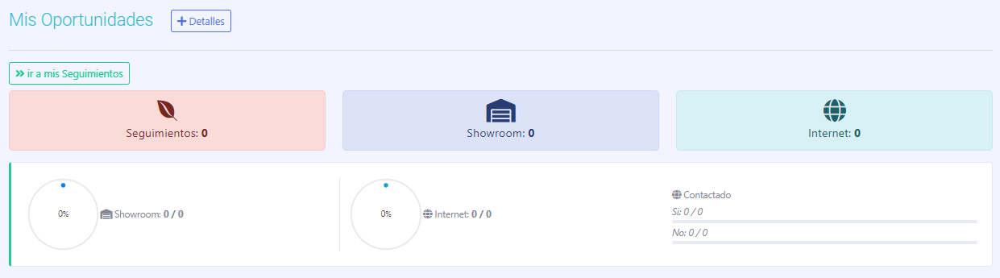 Mis Oportunidades
Detalles
ir a mis Seguimientos
Seguimientos: 0
Showroom: 0
Internet: 0
0%
Showroom: 0 / 0
0%
Internet: 0 / 0
Contactado
Si: 0 / 0
No: 0 / 0